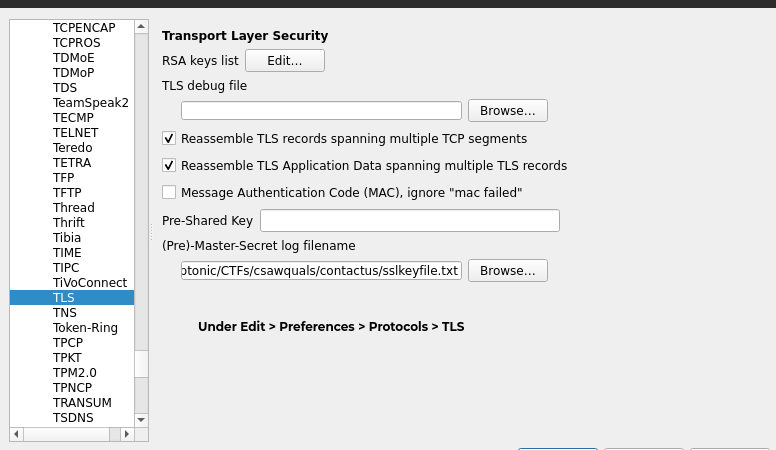 TCPENCAP
TCPROS
TDMoE
TDMoP
TDS
TeamSpeak2
TECMP
TELNET
Teredo
TETRA
TFP
TFTP
Thread
Thrift
Tibia
TIME
TIPC
TiVoConnect
TLS
TNS
Token-Ring
TPCP
TPKT
TPM2.0
TPNCP
TRANSUM
TSDNS
Transport Layer Security
RSA keys list Edit...
TLS debug file
Browse...
Reassemble TLS records spanning multiple TCP segments
Reassemble TLS Application Data spanning multiple TLS records
Message Authentication Code (MAC), ignore "mac failed"
Pre-Shared Key
(Pre)-Master-Secret log filename
otonic/CTFs/csawquals/contactus/sslkeyfile.txt Browse...
Under Edit > Preferences > Protocols > TLS